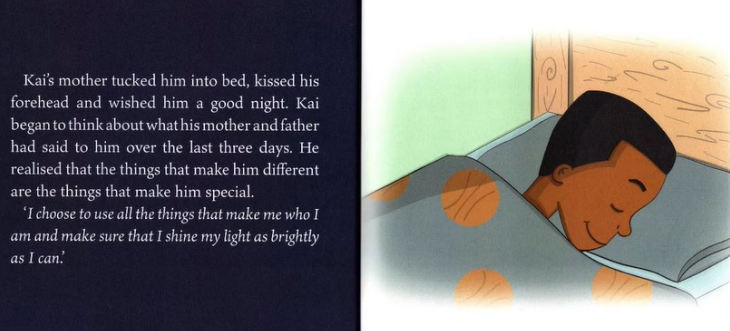 Kai's mother tucked him into bed, kissed his
forehead and wished him a good night. Kai
began to think about what his mother and father
had said to him over the last three days. He
realised that the things that make him different
are the things that make him special.
‘I choose to use all the things that make me who I
am and make sure that I shine my light as brightly
as I can.’